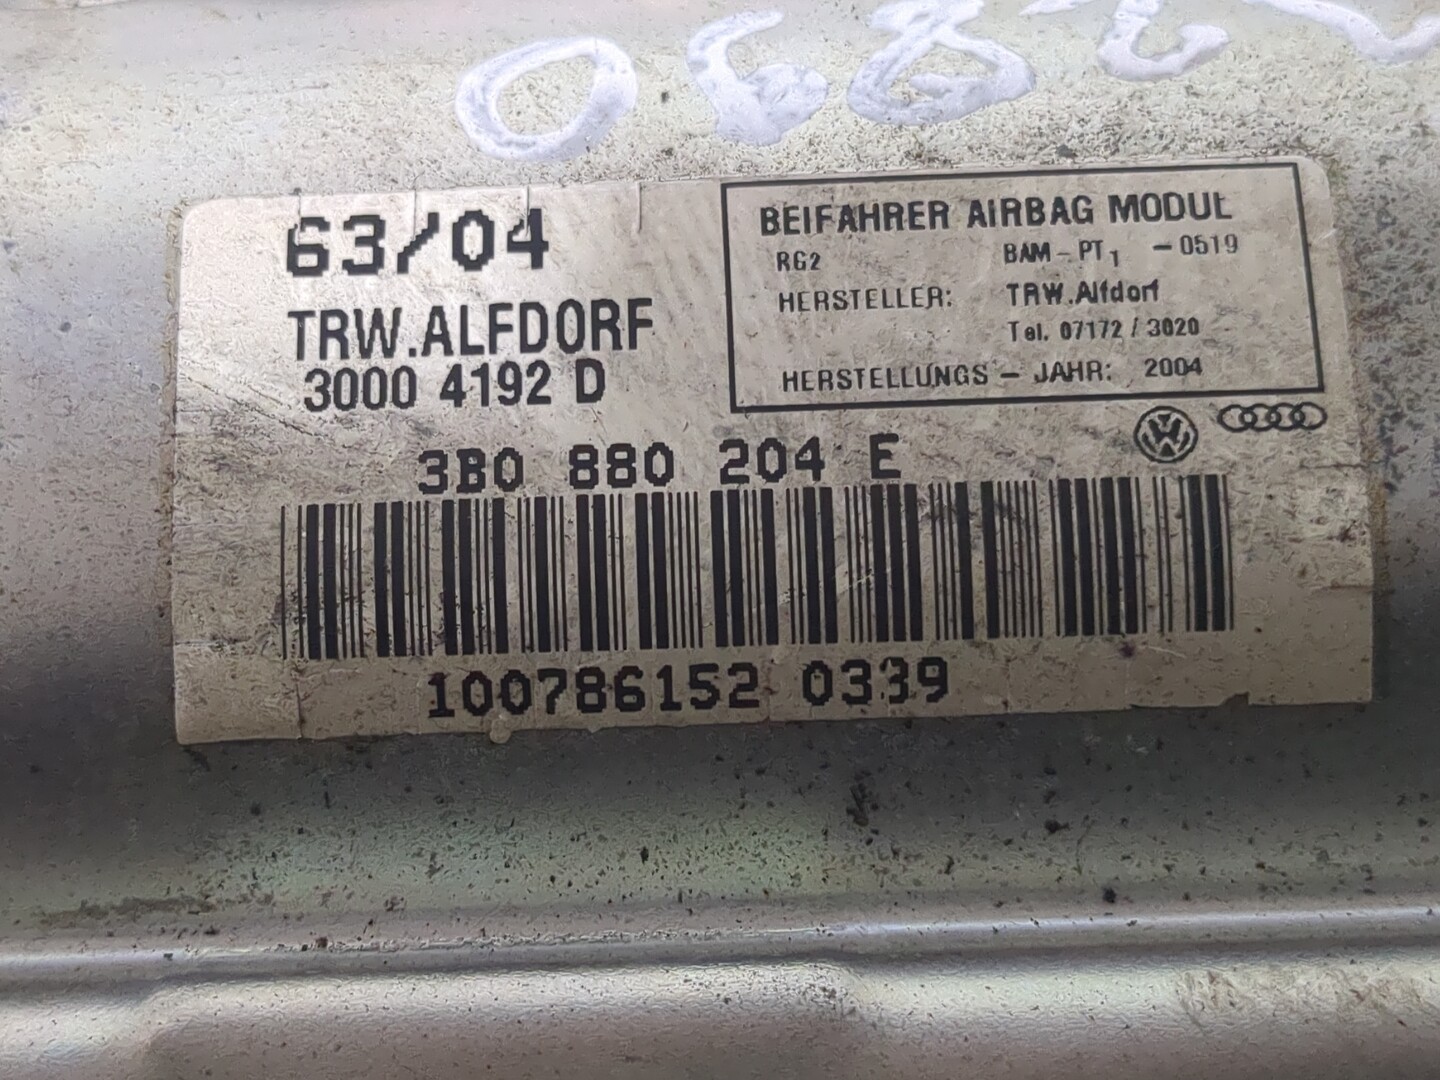 63/04
TRW.ALFDORF
3000 4192 D
BEIFAHRER AIRBAG MODUL
RG2 BAM - PT1 - 0519
HERSTELLER: TRW.Alfdorf
Tel. 07172 / 3020
HERSTELLUNGS - JAHR: 2004
3B0 880 204 E
100786152 0339